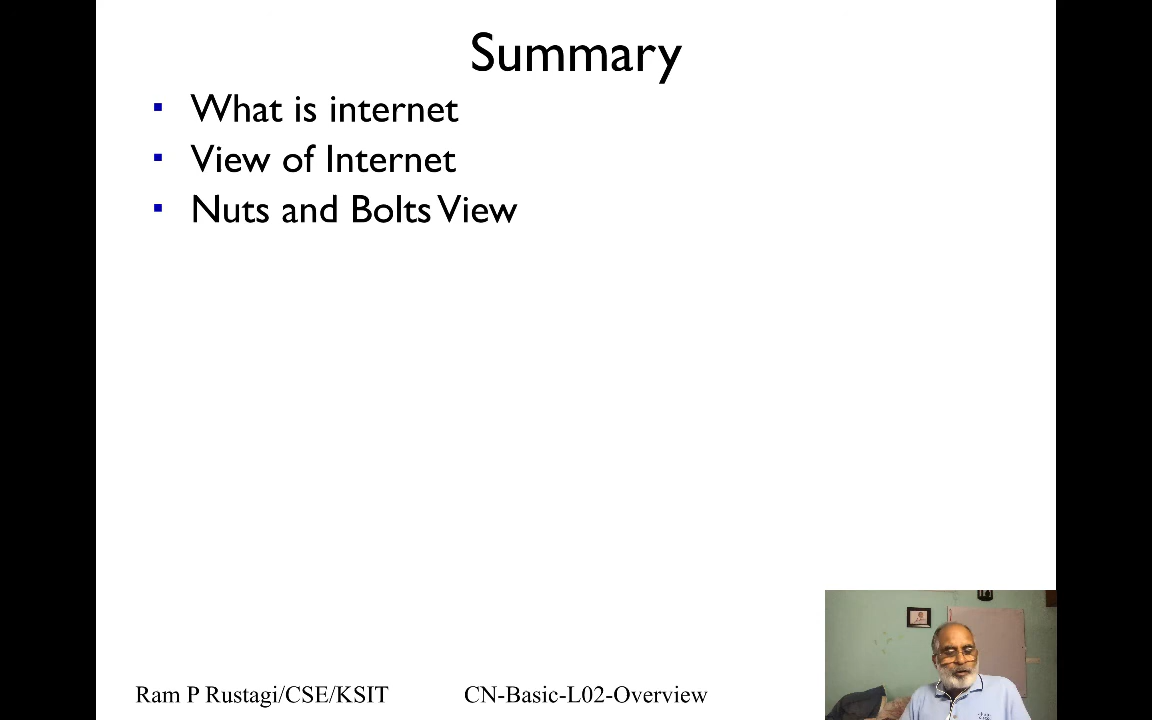 Summary
What is internet
View of Internet
Nuts and Bolts View
Ram P Rustagi/CSE/KSIT
CN-Basic-L02-Overview